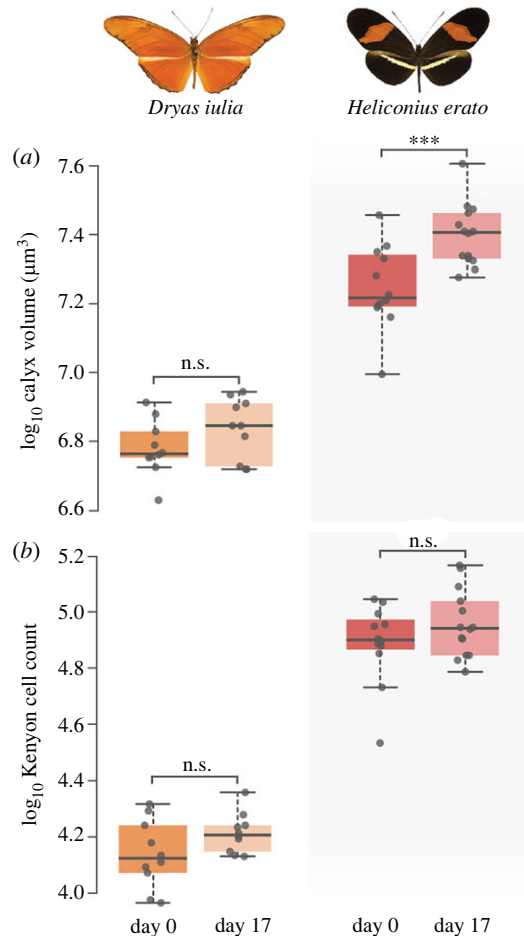 Dryas iulia
Heliconius erato
(a)
log10 calyx volume (μm³)
7.6
7.4
7.2
7.0
6.8
6.6
n.s.
***
(b)
log10 Kenyon cell count
5.2
5.0
4.8
4.6
4.4
4.2
4.0
n.s.
n.s.
day 0
day 17
day 0
day 17